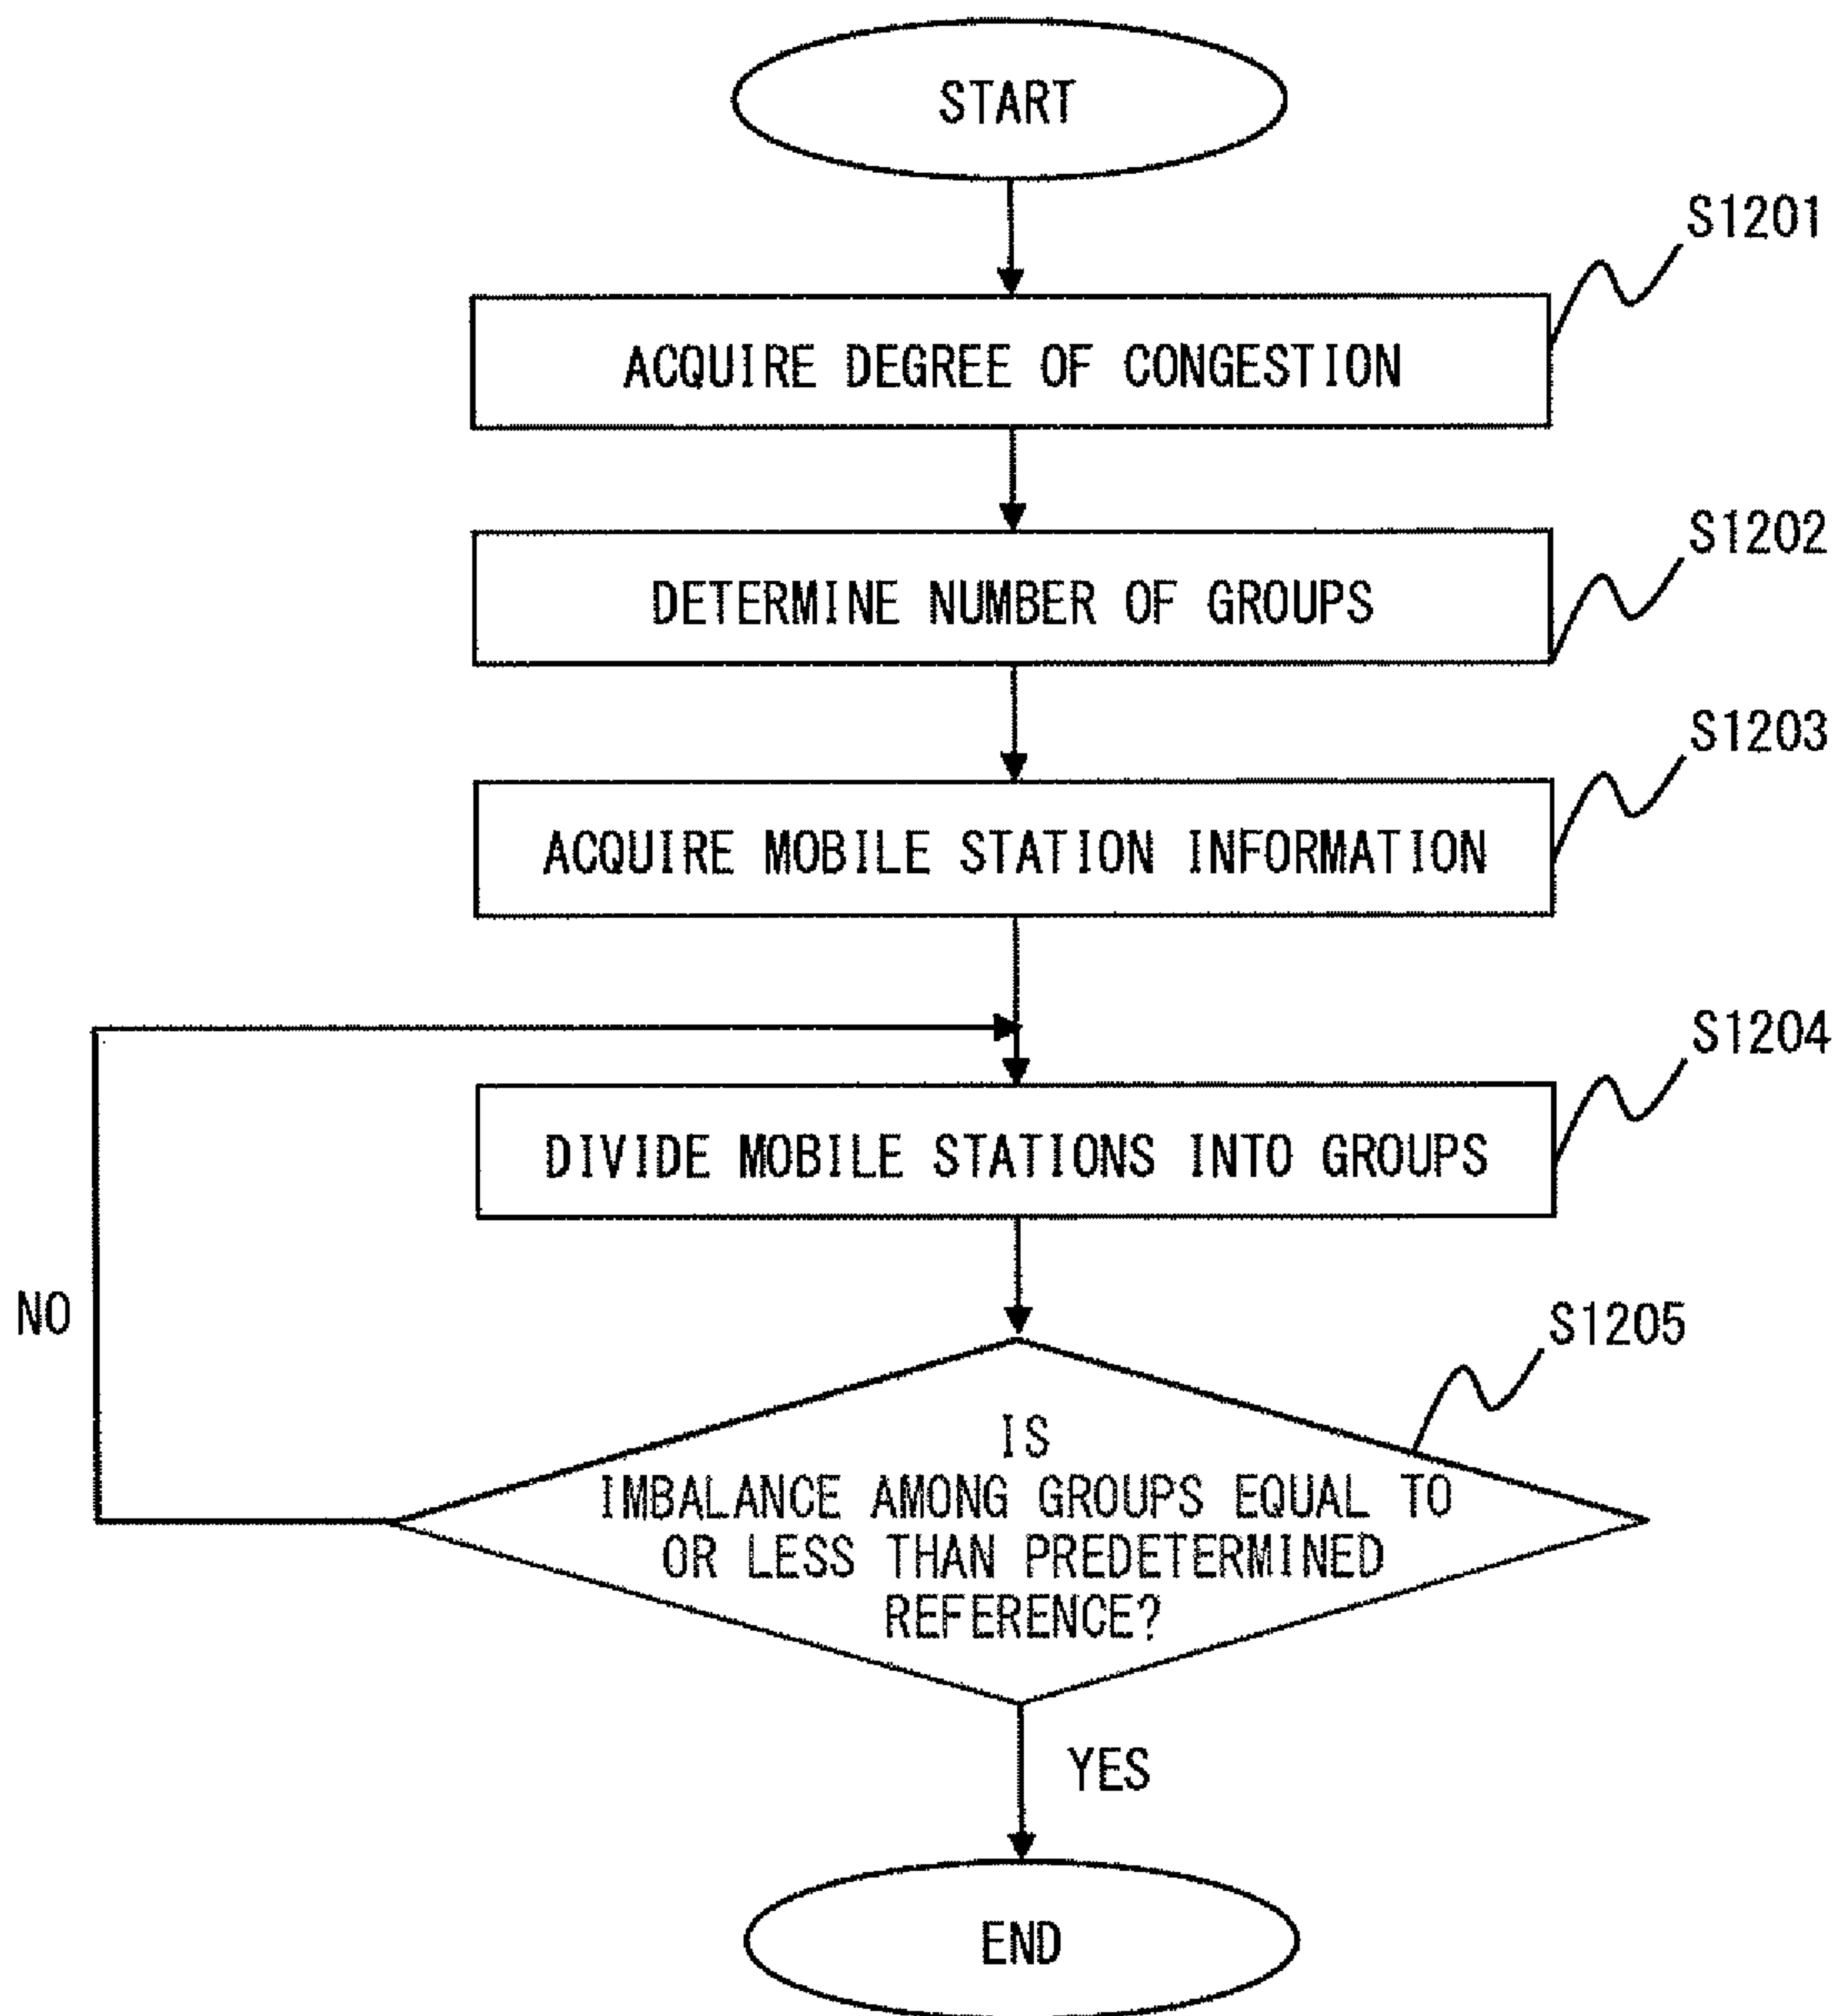 START
S1201
ACQUIRE DEGREE OF CONGESTION
S1202
DETERMINE NUMBER OF GROUPS
S1203
ACQUIRE MOBILE STATION INFORMATION
S1204
DIVIDE MOBILE STATIONS INTO GROUPS
NO
S1205
IS
IMBALANCE AMONG GROUPS EQUAL TO
OR LESS THAN PREDETERMINED
REFERENCE?
YES
END